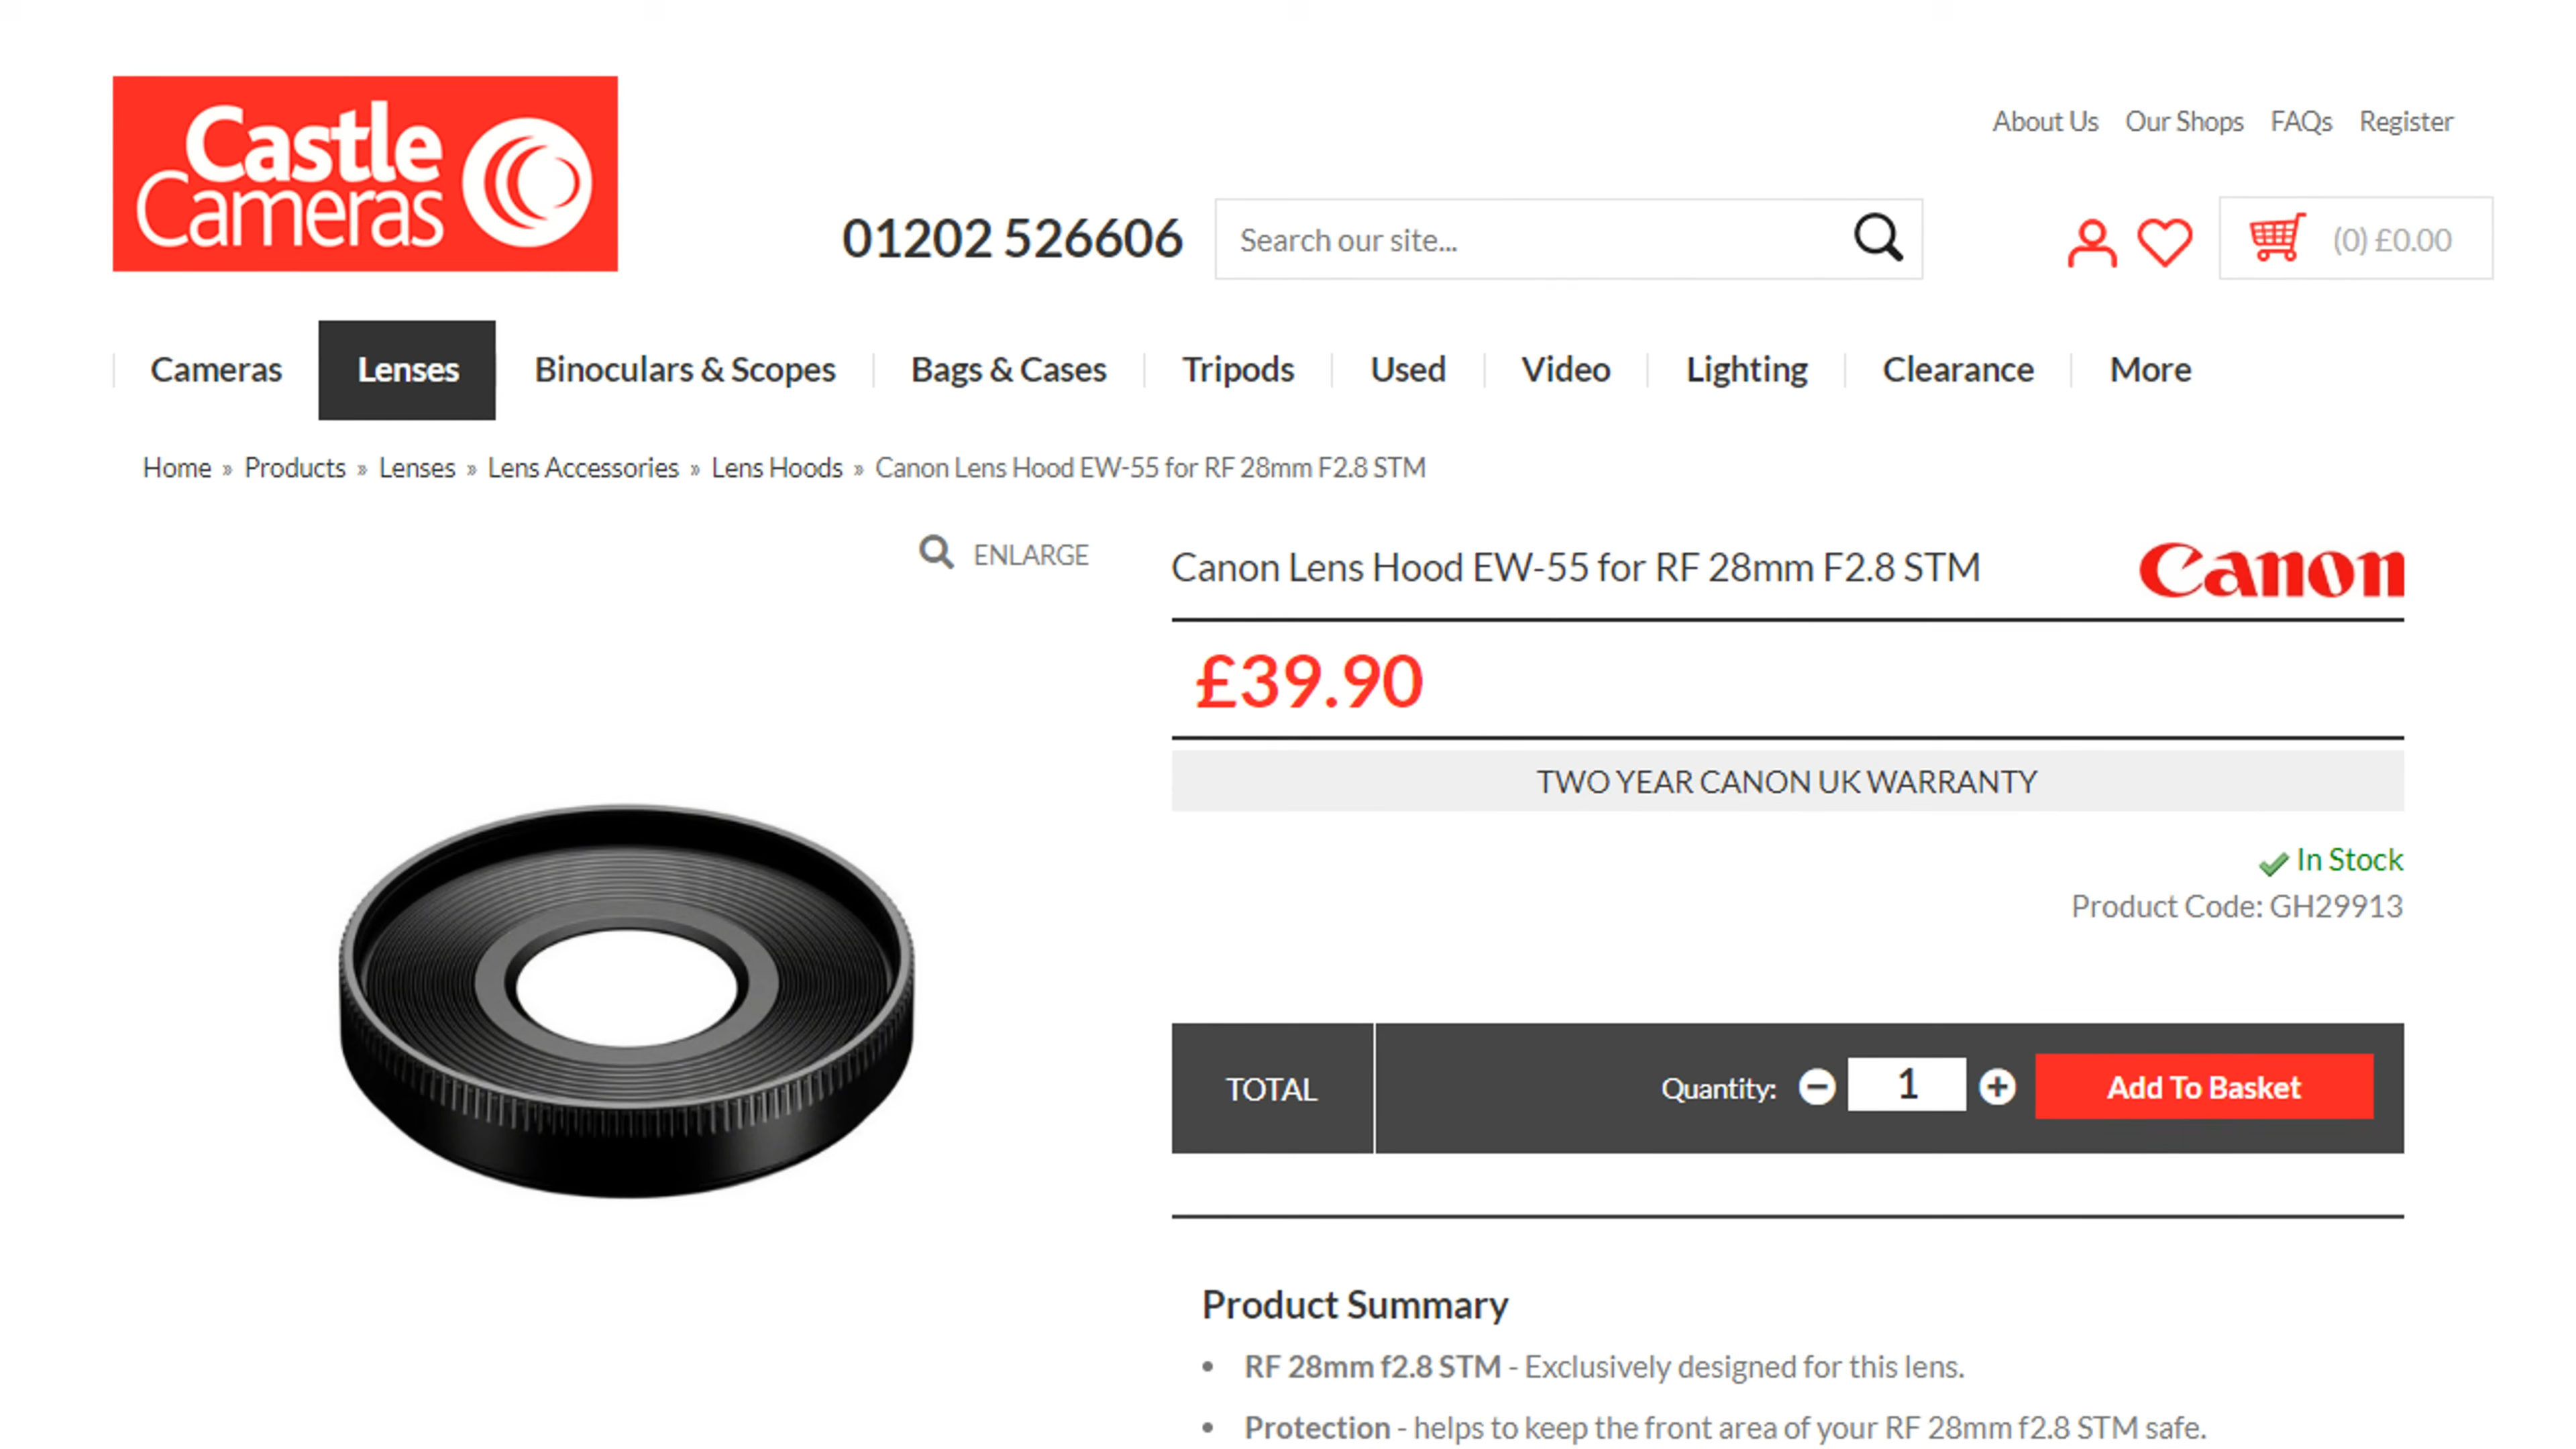 Castle
Cameras
About Us Our Shops FAQs Register
01202 526606 Search our site... (0) £0.00
Cameras Lenses Binoculars & Scopes Bags & Cases Tripods Used Video Lighting Clearance More
Home » Products » Lenses » Lens Accessories » Lens Hoods » Canon Lens Hood EW-55 for RF 28mm F2.8 STM
ENLARGE
Canon Lens Hood EW-55 for RF 28mm F2.8 STM Canon
£39.90
TWO YEAR CANON UK WARRANTY
In Stock
Product Code: GH29913
TOTAL Quantity: 1 Add To Basket
Product Summary
• RF 28mm f2.8 STM - Exclusively designed for this lens.
• Protection - helps to keep the front area of your RF 28mm f2.8 STM safe.